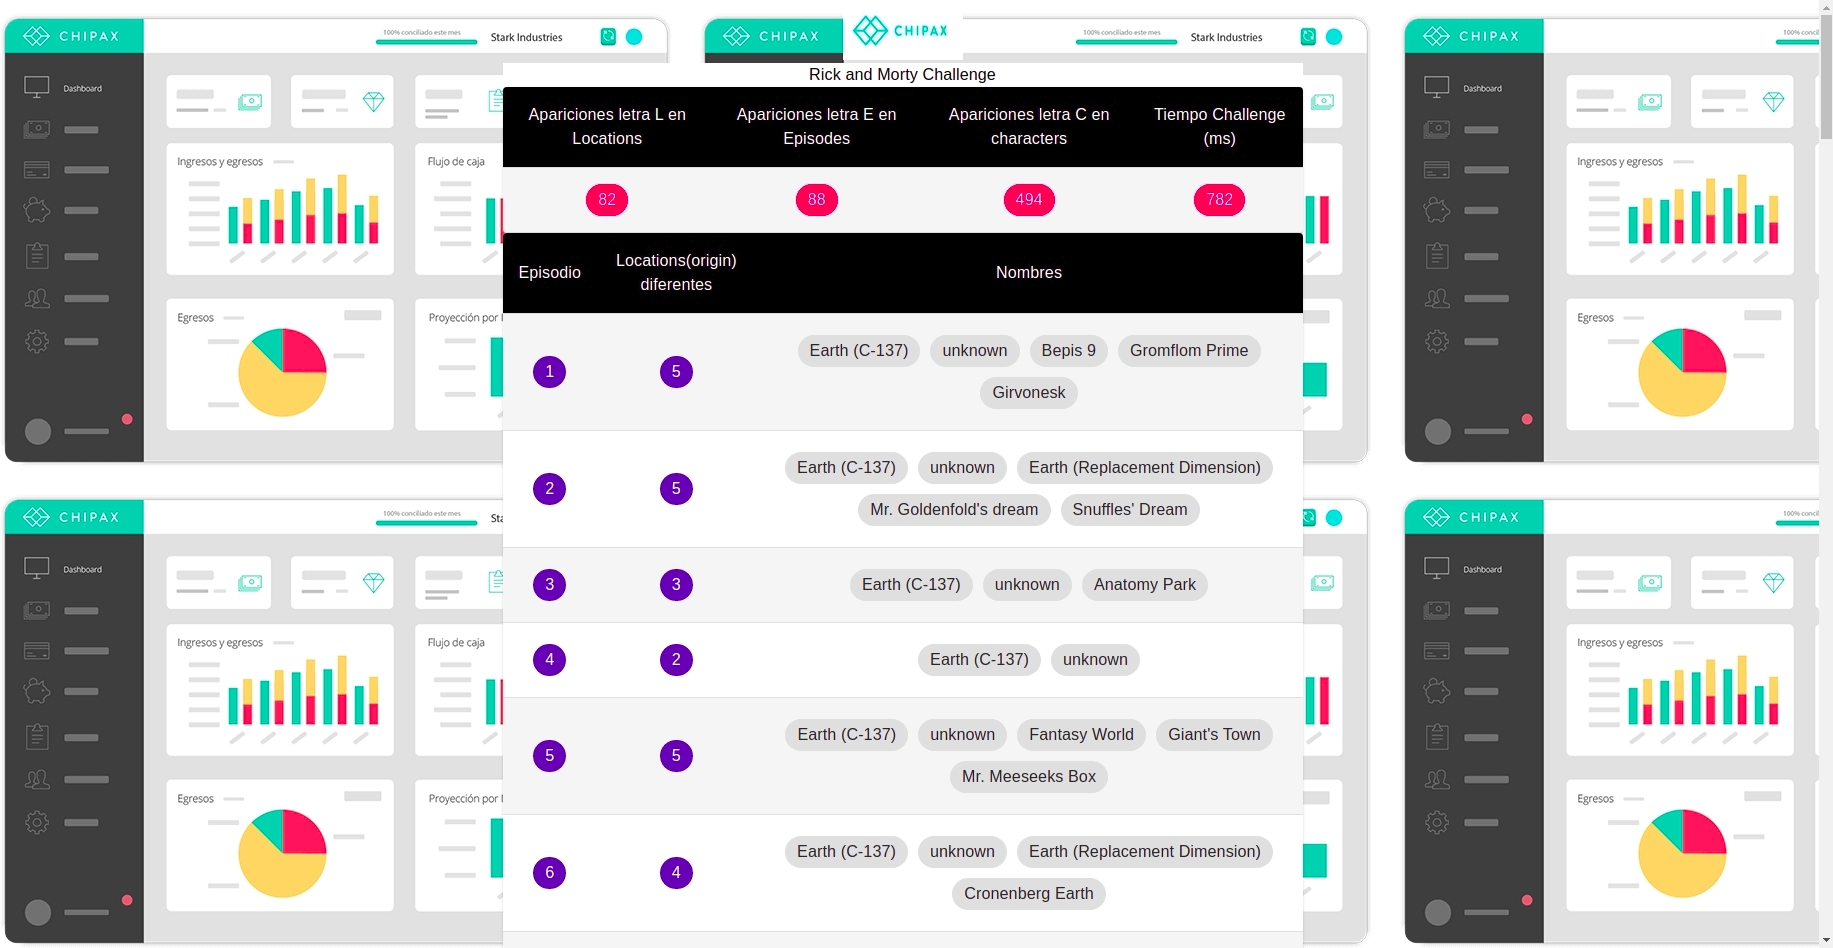 CHIPAX
100% conciliado este mes
Stark Industries
CHIPAX
CHIPAX
100% conciliado este mes
Stark Industries
CHIPAX
Dashboard
Dashboard
Ingresos y egresos
Flujo de caja
Ingresos y egresos
Egresos
Proyección por
Egresos
Rick and Morty Challenge
Apariciones letra L en
Locations
Apariciones letra E en
Episodes
Apariciones letra C en
characters
Tiempo Challenge
(ms)
82
88
494
782
Episodio
Locations(origin)
diferentes
Nombres
1
5
Earth (C-137) unknown Bepis 9 Gromflom Prime
Girvonesk
2
5
Earth (C-137) unknown Earth (Replacement Dimension)
Mr. Goldenfold's dream Snuffles' Dream
3
3
Earth (C-137) unknown Anatomy Park
4
2
Earth (C-137) unknown
5
5
Earth (C-137) unknown Fantasy World Giant's Town
Mr. Meeseeks Box
6
4
Earth (C-137) unknown Earth (Replacement Dimension)
Cronenberg Earth
CHIPAX
100% conciliado este mes
CHIPAX
Dashboard
Dashboard
Ingresos y egresos
Flujo de caja
Ingresos y egresos
Egresos
Proyección por
Egresos